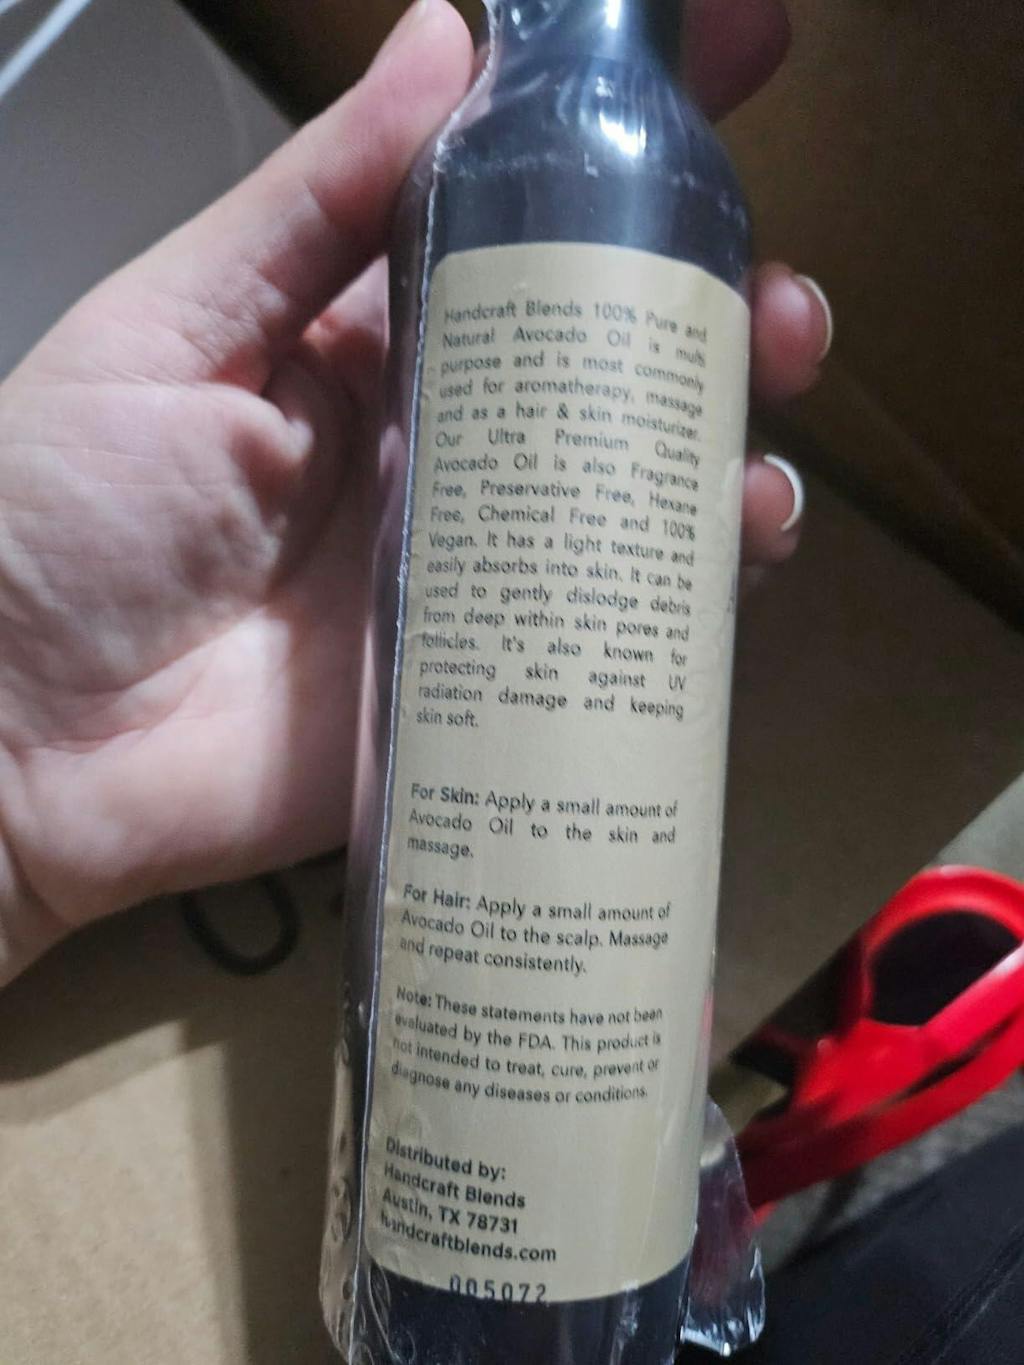 Handcraft Blends 100% Pure and
Natural Avocado Oil is multi
purpose and is most commonly
used for aromatherapy, massage
and as a hair & skin moisturizer.
Our Ultra Premium Quality
Avocado Oil is also Fragrance
Free, Preservative Free, Hexane
Free, Chemical Free and 100%
Vegan. It has a light texture and
easily absorbs into skin. It can be
used to gently dislodge debris
from deep within skin pores and
follicles. It's also known for
protecting skin against UV
radiation damage and keeping
skin soft.
For Skin: Apply a small amount of
Avocado Oil to the skin and
massage.
For Hair: Apply a small amount of
Avocado Oil to the scalp. Massage
and repeat consistently.
Note: These statements have not been
evaluated by the FDA. This product is
not intended to treat, cure, prevent or
diagnose any diseases or conditions.
Distributed by:
Handcraft Blends
Austin, TX 78731
handcraftblends.com
005072